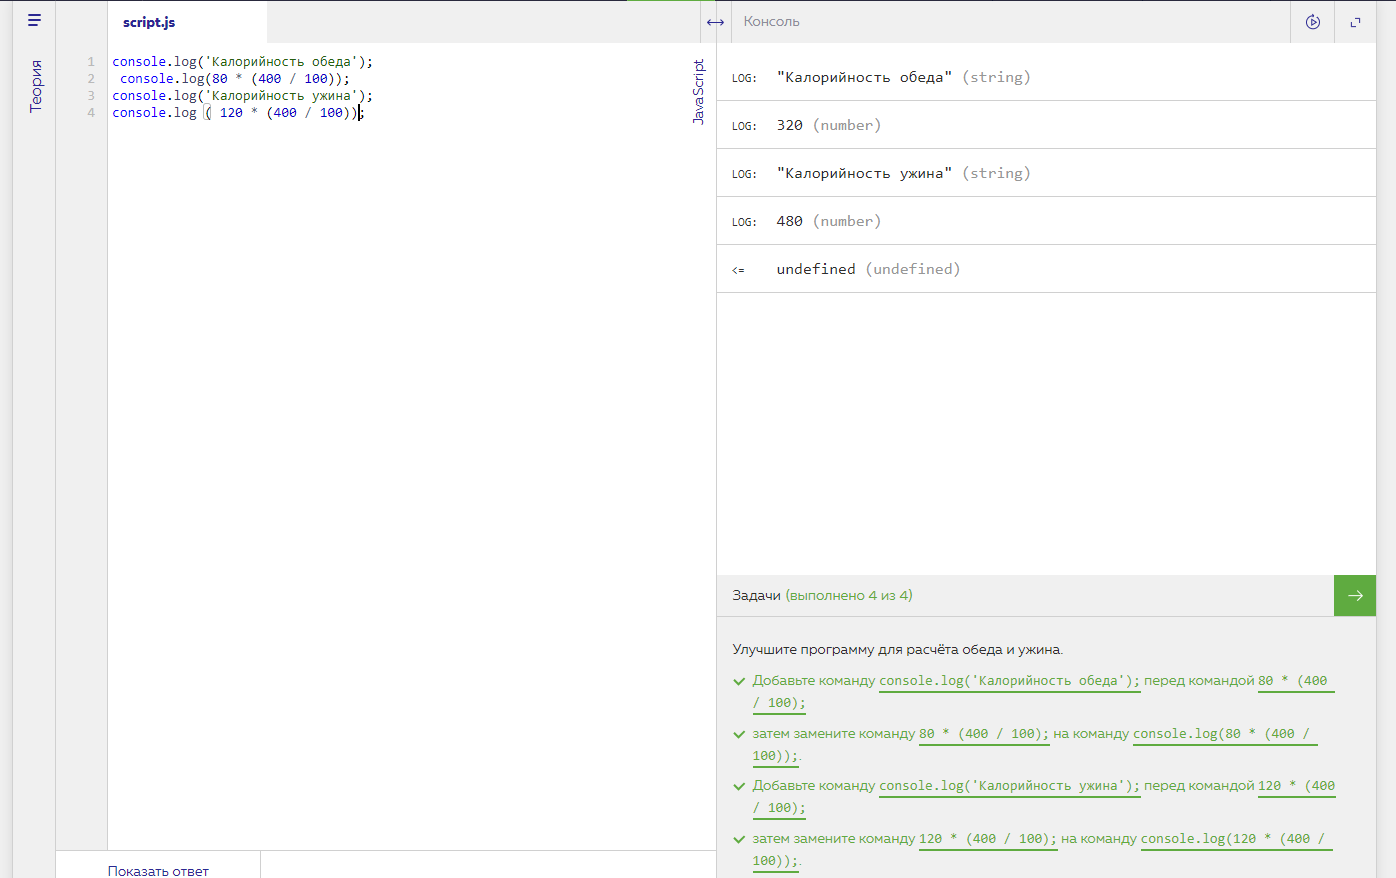 script.js
Консоль
Теория
1 console.log('Калорийность обеда');
2 console.log(80 * (400 / 100));
3 console.log('Калорийность ужина');
4 console.log ( 120 * (400 / 100));
JavaScript
LOG: "Калорийность обеда" (string)
LOG: 320 (number)
LOG: "Калорийность ужина" (string)
LOG: 480 (number)
<= undefined (undefined)
Задачи (выполнено 4 из 4)
Улучшите программу для расчёта обеда и ужина.
Добавьте команду console.log('Калорийность обеда'); перед командой 80 * (400
/ 100);
затем замените команду 80 * (400 / 100); на команду console.log(80 * (400 /
100));.
Добавьте команду console.log('Калорийность ужина'); перед командой 120 * (400
/ 100);
затем замените команду 120 * (400 / 100); на команду console.log(120 * (400 /
100));.
Показать ответ